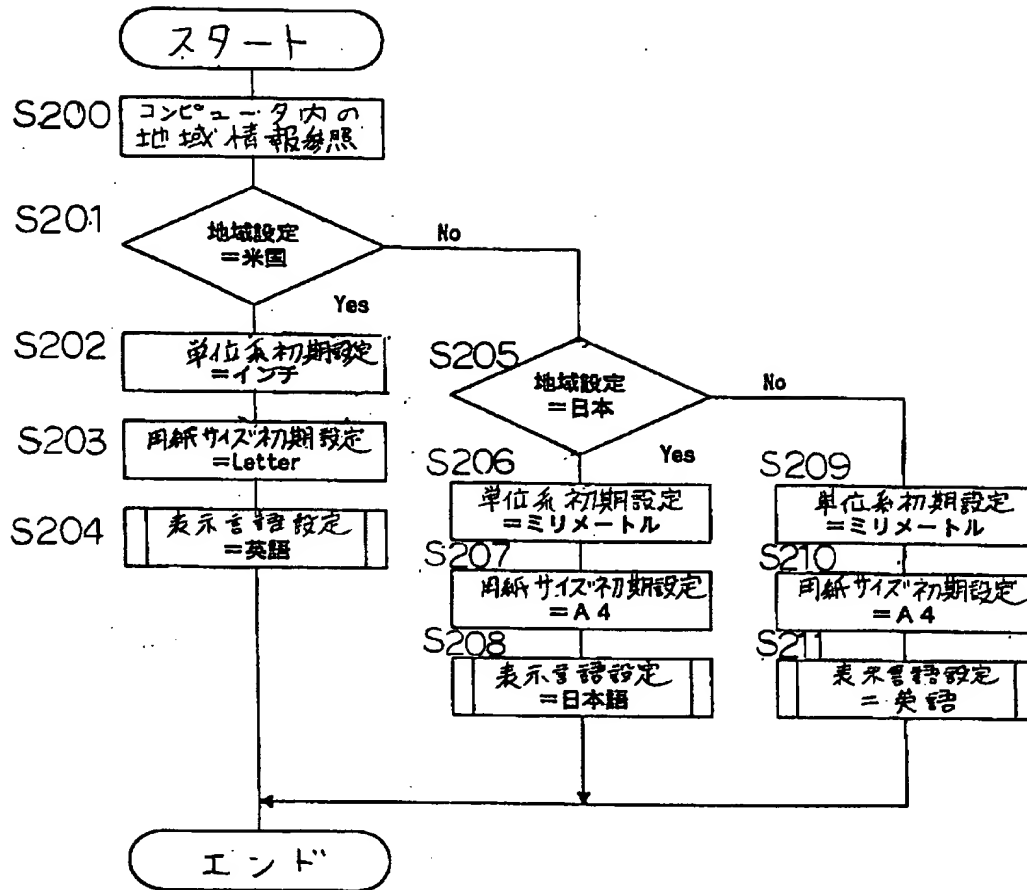 スタート
S200
コンピュータ内の
地域情報参照
S201
地域設定
=米国
No
Yes
S202
単位系初期設定
=インチ
S203
用紙サイズ初期設定
=Letter
S204
表示言語設定
=英語
S205
地域設定
=日本
No
Yes
S206
単位系初期設定
=ミリメートル
S207
用紙サイズ初期設定
=A4
S208
表示言語設定
=日本語
S209
単位系初期設定
=ミリメートル
S210
用紙サイズ初期設定
=A4
S211
表示言語設定
=英語
エンド